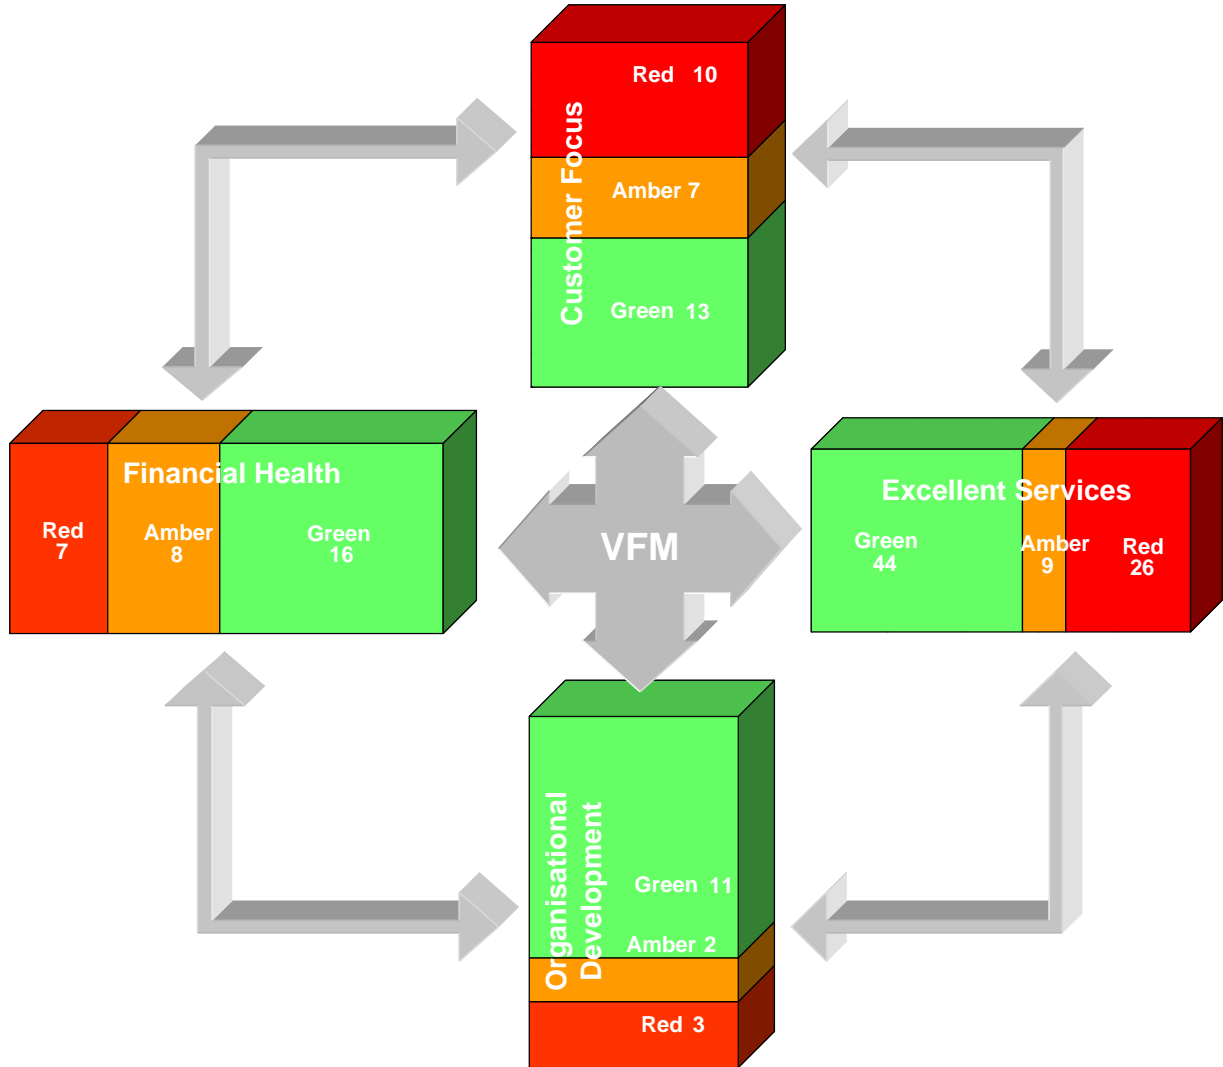 Red 10
Amber 7
Green 13
Customer Focus
Financial Health
Red
7
Amber
8
Green
16
VFM
Excellent Services
Green
44
Amber
9
Red
26
Organisational
Development
Green 11
Amber 2
Red 3